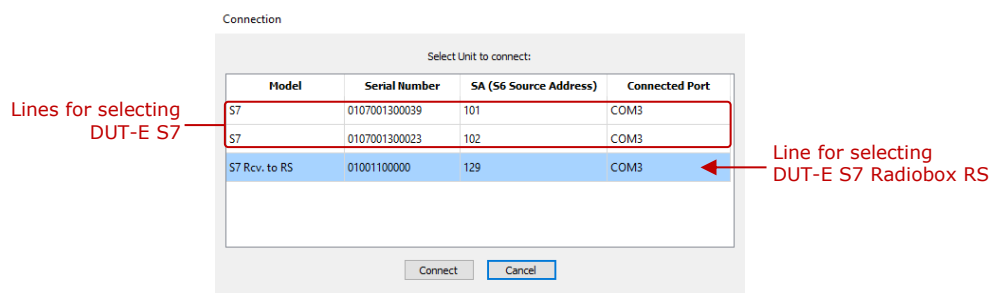 Connection
Select Unit to connect:
Model Serial Number SA (S6 Source Address) Connected Port
S7 0107001300039 101 COM3
S7 0107001300023 102 COM3
S7 Rcv. to RS 01001100000 129 COM3
Lines for selecting
DUT-E S7
Line for selecting
DUT-E S7 Radiobox RS
Connect Cancel